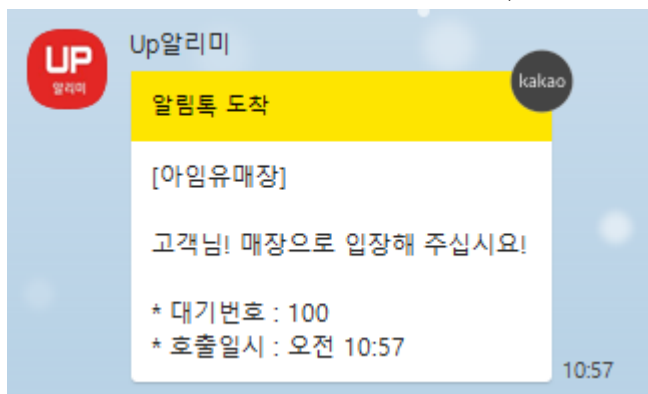 UP
알리미
Up알리미
kakao
알림톡 도착
[아임유매장]
고객님! 매장으로 입장해 주십시요!
* 대기번호 : 100
* 호출일시 : 오전 10:57
10:57